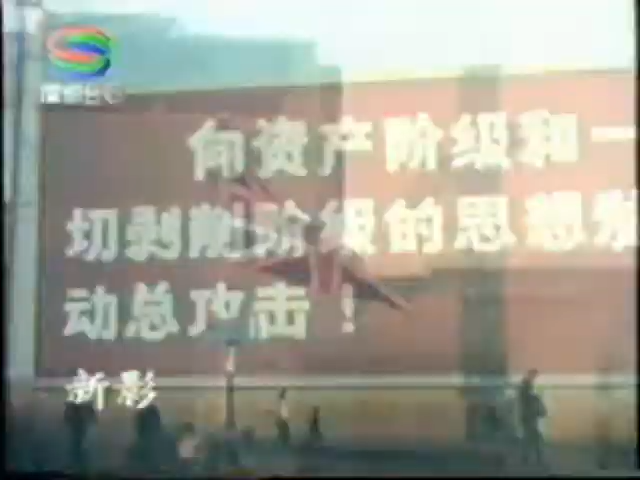 向资产阶级和一
切剥削阶级的思想发
动总攻击！
新影